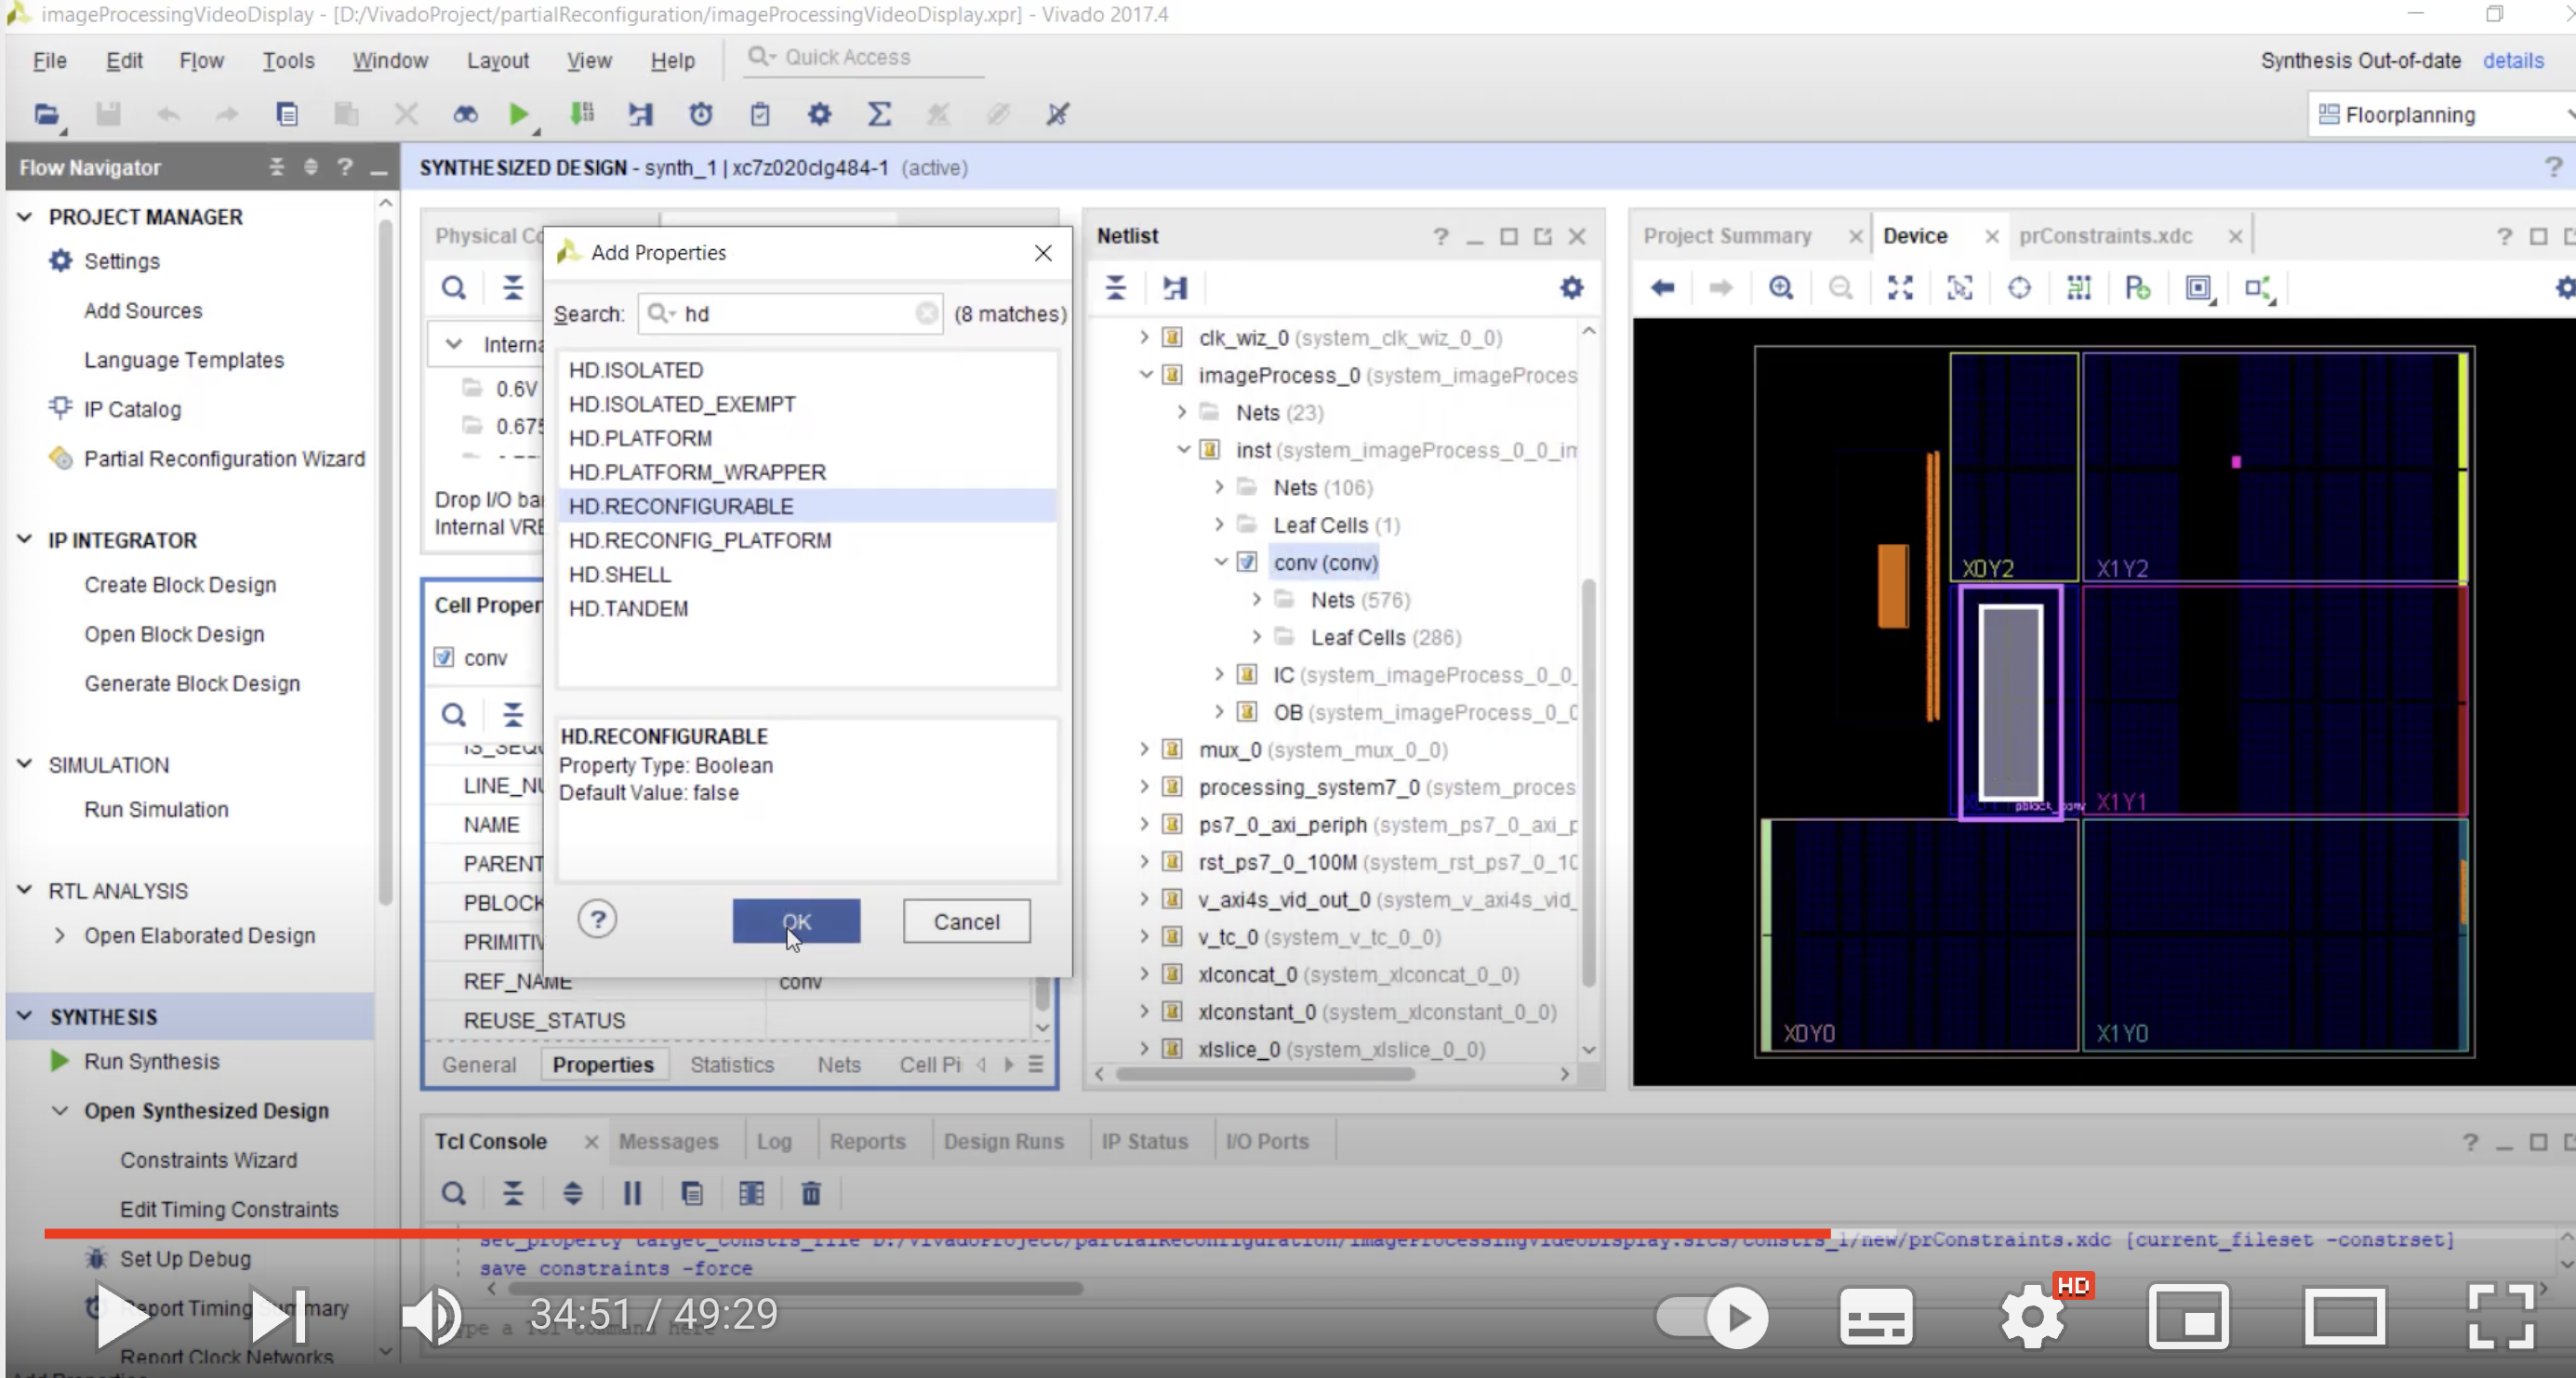 imageProcessingVideoDisplay - [D:/VivadoProject/partialReconfiguration/imageProcessingVideoDisplay.xpr] - Vivado 2017.4
File Edit Flow Tools Window Layout View Help Quick Access
Synthesis Out-of-date details
Floorplanning
Flow Navigator
SYNTHESIZED DESIGN - synth_1 | xc7z020clg484-1 (active)
PROJECT MANAGER
Settings
Add Sources
Language Templates
IP Catalog
Partial Reconfiguration Wizard
IP INTEGRATOR
Create Block Design
Open Block Design
Generate Block Design
SIMULATION
Run Simulation
RTL ANALYSIS
Open Elaborated Design
SYNTHESIS
Run Synthesis
Open Synthesized Design
Constraints Wizard
Edit Timing Constraints
Set Up Debug
Report Timing Summary
Report Clock Networks
Physical Co
Interna
0.6V
0.675
Drop I/O ba
Internal VRE
Cell Proper
conv
LINE_NU
NAME
PARENT
PBLOCK
PRIMITIV
REF_NAME conv
REUSE_STATUS
General Properties Statistics Nets Cell Pi
Add Properties
Search: hd (8 matches)
HD.ISOLATED
HD.ISOLATED_EXEMPT
HD.PLATFORM
HD.PLATFORM_WRAPPER
HD.RECONFIGURABLE
HD.RECONFIG_PLATFORM
HD.SHELL
HD.TANDEM
HD.RECONFIGURABLE
Property Type: Boolean
Default Value: false
? OK Cancel
Netlist
clk_wiz_0 (system_clk_wiz_0_0)
imageProcess_0 (system_imageProces
Nets (23)
inst (system_imageProcess_0_0_im
Nets (106)
Leaf Cells (1)
conv (conv)
Nets (576)
Leaf Cells (286)
IC (system_imageProcess_0_0_
OB (system_imageProcess_0_0
mux_0 (system_mux_0_0)
processing_system7_0 (system_proces
ps7_0_axi_periph (system_ps7_0_axi_p
rst_ps7_0_100M (system_rst_ps7_0_10
v_axi4s_vid_out_0 (system_v_axi4s_vid_
v_tc_0 (system_v_tc_0_0)
xlconcat_0 (system_xlconcat_0_0)
xlconstant_0 (system_xlconstant_0_0)
xlslice_0 (system_xlslice_0_0)
Project Summary Device prConstraints.xdc
X0Y2 X1Y2
pblock_conv X1Y1
X0Y0 X1Y0
Tcl Console Messages Log Reports Design Runs IP Status I/O Ports
set_property target_constrs_file D:/VivadoProject/partialReconfiguration/imageProcessingVideoDisplay.srcs/constrs_1/new/prConstraints.xdc [current_fileset -constrset]
save_constraints -force
Type a Tcl command here
34:51 / 49:29
HD